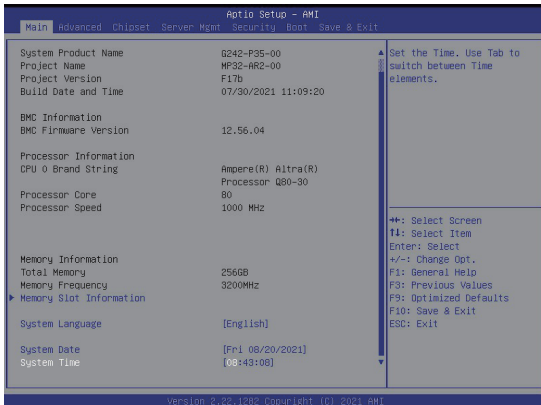 Aptio Setup – AMI
Main Advanced Chipset Server Mgmt Security Boot Save & Exit
System Product Name G242-P35-00
Project Name MP32-AR2-00
Project Version F17b
Build Date and Time 07/30/2021 11:09:20
BMC Information
BMC Firmware Version 12.56.04
Processor Information
CPU 0 Brand String Ampere(R) Altra(R)
Processor Q80-30
Processor Core 80
Processor Speed 1000 MHz
Memory Information
Total Memory 256GB
Memory Frequency 3200MHz
Memory Slot Information
System Language [English]
System Date [Fri 08/20/2021]
System Time [08:43:08]
Set the Time. Use Tab to
switch between Time
elements.
→←: Select Screen
↑↓: Select Item
Enter: Select
+/-: Change Opt.
F1: General Help
F3: Previous Values
F9: Optimized Defaults
F10: Save & Exit
ESC: Exit
Version 2.22.1282 Copyright (C) 2021 AMI